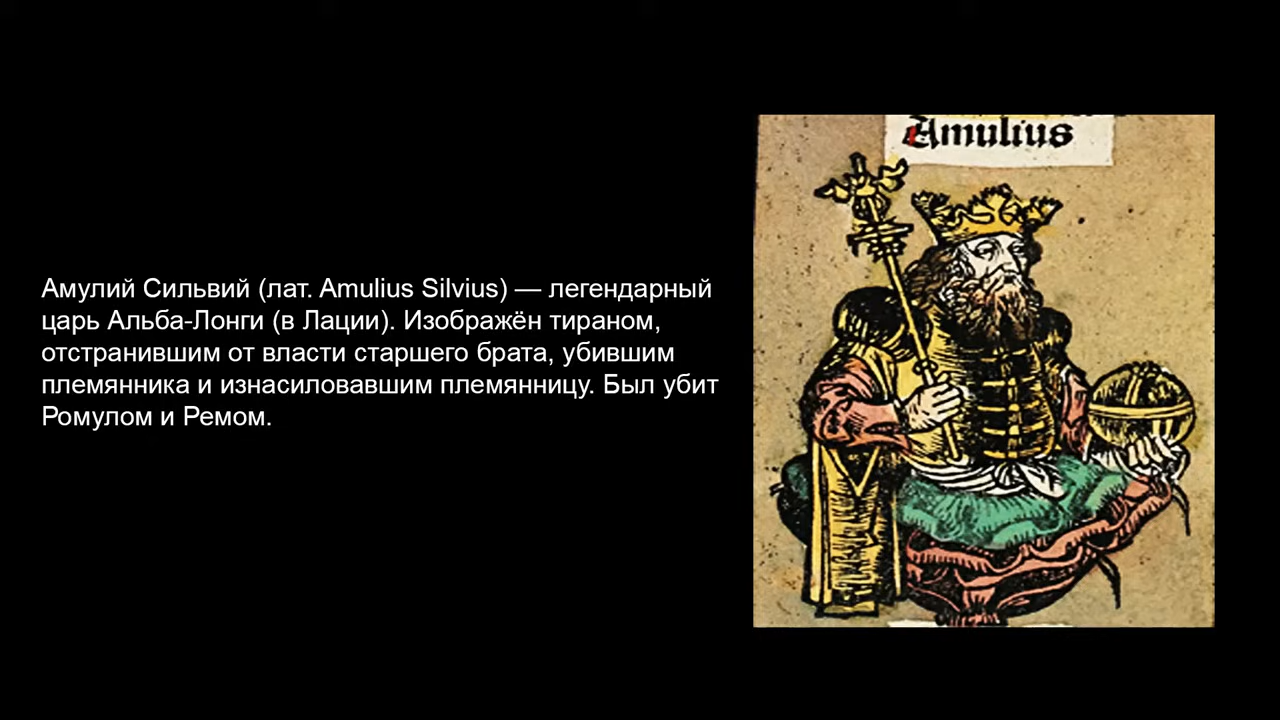 Amulius
Амулий Сильвий (лат. Amulius Silvius) — легендарный
царь Альба-Лонги (в Лации). Изображён тираном,
отстранившим от власти старшего брата, убившим
племянника и изнасиловавшим племянницу. Был убит
Ромулом и Ремом.